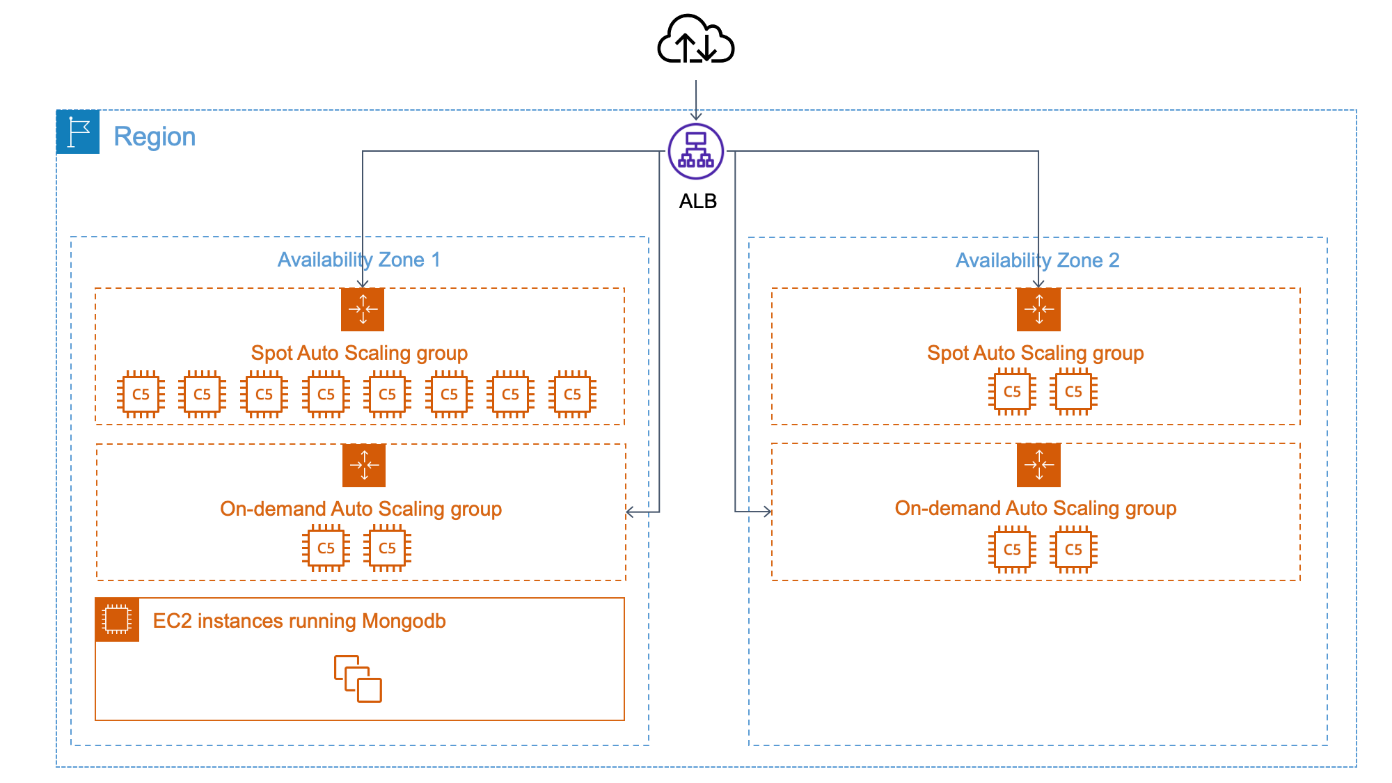 Region
ALB
Availability Zone 1
Spot Auto Scaling group
C5 C5 C5 C5 C5 C5 C5 C5
On-demand Auto Scaling group
C5 C5
EC2 instances running Mongodb
Availability Zone 2
Spot Auto Scaling group
C5 C5
On-demand Auto Scaling group
C5 C5